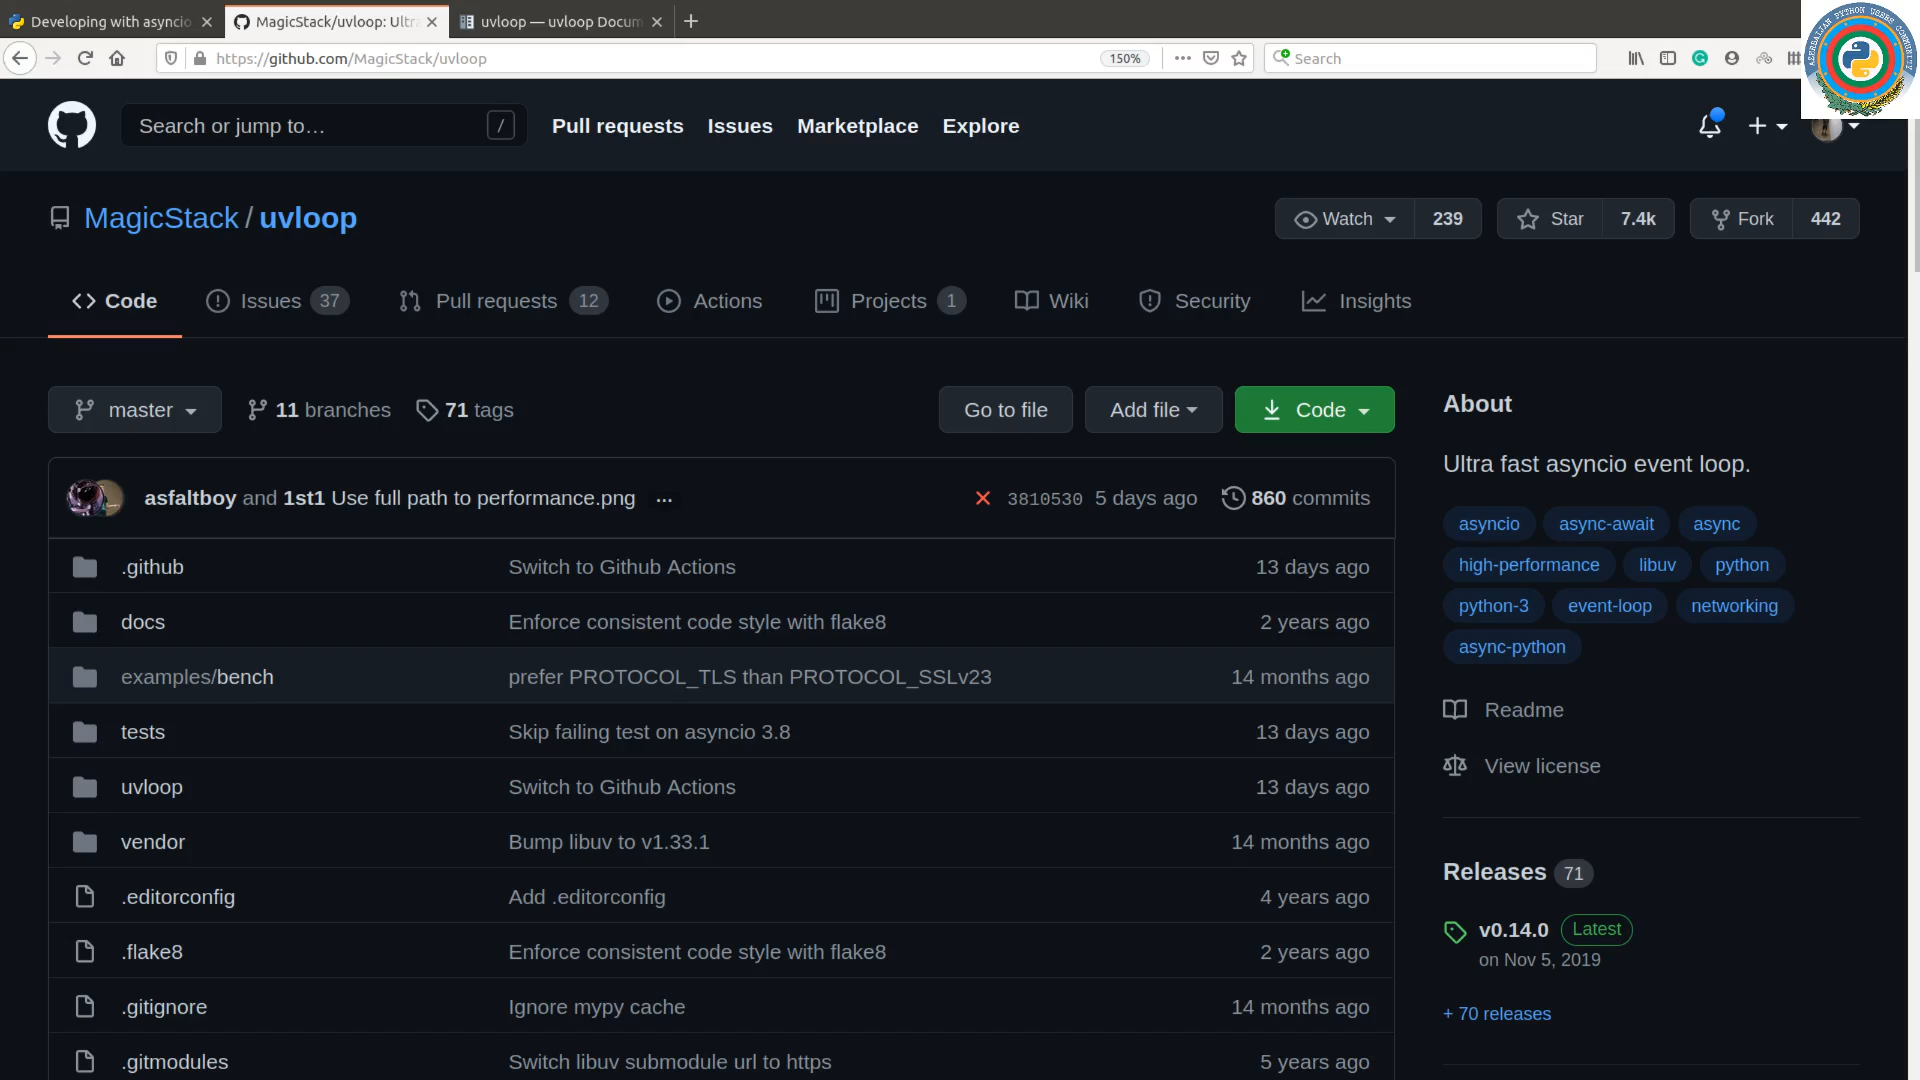 Developing with asyncio
MagicStack/uvloop: Ultra
uvloop — uvloop Docum
https://github.com/MagicStack/uvloop
150%
Search
AZERBAIJAN PYTHON USERS COMMUNITY
Search or jump to…
/
Pull requests
Issues
Marketplace
Explore
MagicStack / uvloop
Watch 239
Star 7.4k
Fork 442
Code
Issues 37
Pull requests 12
Actions
Projects 1
Wiki
Security
Insights
master
11 branches
71 tags
Go to file
Add file
Code
asfaltboy and 1st1 Use full path to performance.png ...
3810530 5 days ago
860 commits
.github Switch to Github Actions 13 days ago
docs Enforce consistent code style with flake8 2 years ago
examples/bench prefer PROTOCOL_TLS than PROTOCOL_SSLv23 14 months ago
tests Skip failing test on asyncio 3.8 13 days ago
uvloop Switch to Github Actions 13 days ago
vendor Bump libuv to v1.33.1 14 months ago
.editorconfig Add .editorconfig 4 years ago
.flake8 Enforce consistent code style with flake8 2 years ago
.gitignore Ignore mypy cache 14 months ago
.gitmodules Switch libuv submodule url to https 5 years ago
About
Ultra fast asyncio event loop.
asyncio async-await async
high-performance libuv python
python-3 event-loop networking
async-python
Readme
View license
Releases 71
v0.14.0 Latest
on Nov 5, 2019
+ 70 releases